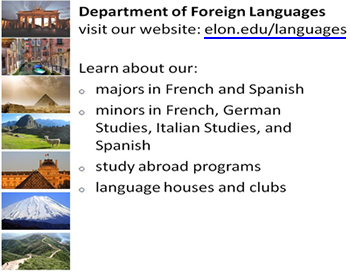 Department of Foreign Languages
visit our website: elon.edu/languages
Learn about our:
o majors in French and Spanish
o minors in French, German
Studies, Italian Studies, and
Spanish
o study abroad programs
o language houses and clubs